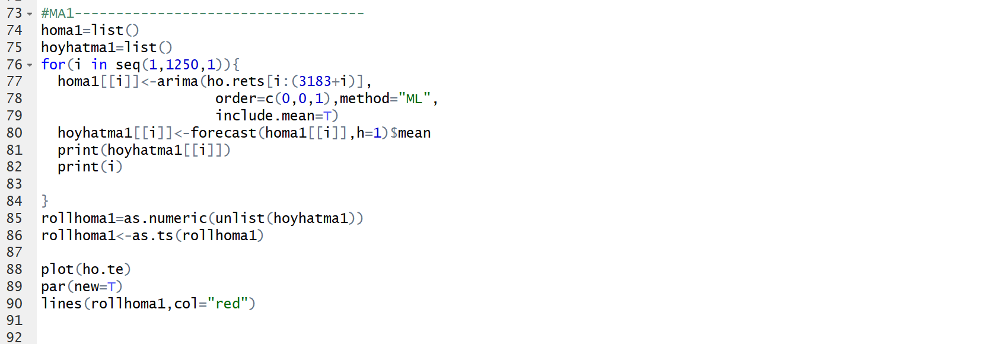 73 #MA1-----------------------------------
74 homa1=list()
75 hoyhatma1=list()
76 for(i in seq(1,1250,1)){
77   homa1[[i]]<-arima(ho.rets[i:(3183+i)],
78                      order=c(0,0,1),method="ML",
79                      include.mean=T)
80   hoyhatma1[[i]]<-forecast(homa1[[i]],h=1)$mean
81   print(hoyhatma1[[i]])
82   print(i)
83
84 }
85 rollhoma1=as.numeric(unlist(hoyhatma1))
86 rollhoma1<-as.ts(rollhoma1)
87
88 plot(ho.te)
89 par(new=T)
90 lines(rollhoma1,col="red")
91
92